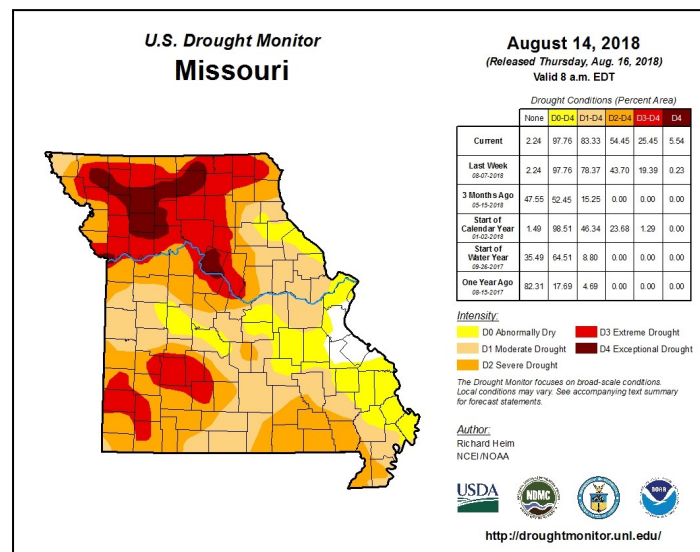 U.S. Drought Monitor
Missouri
August 14, 2018
(Released Thursday, Aug. 16, 2018)
Valid 8 a.m. EDT
Drought Conditions (Percent Area)
None D0-D4 D1-D4 D2-D4 D3-D4 D4
Current 2.24 97.76 83.33 54.45 25.45 5.54
Last Week
08-07-2018 2.24 97.76 78.37 43.70 19.39 0.23
3 Months Ago
05-15-2018 47.55 52.45 15.25 0.00 0.00 0.00
Start of
Calendar Year
01-02-2018 1.49 98.51 46.34 23.68 1.29 0.00
Start of
Water Year
09-26-2017 35.49 64.51 8.80 0.00 0.00 0.00
One Year Ago
08-15-2017 82.31 17.69 4.69 0.00 0.00 0.00
Intensity:
D0 Abnormally Dry
D1 Moderate Drought
D2 Severe Drought
D3 Extreme Drought
D4 Exceptional Drought
The Drought Monitor focuses on broad-scale conditions.
Local conditions may vary. See accompanying text summary
for forecast statements.
Author:
Richard Heim
NCEI/NOAA
USDA
NDMC
NOAA
http://droughtmonitor.unl.edu/